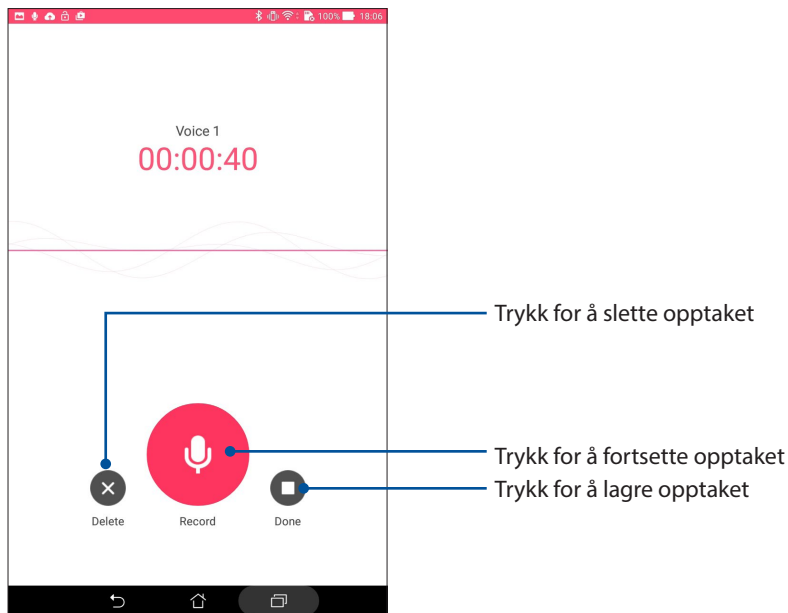 100% 18:06
Voice 1
00:00:40
Trykk for å slette opptaket
Trykk for å fortsette opptaket
Trykk for å lagre opptaket
Delete Record Done